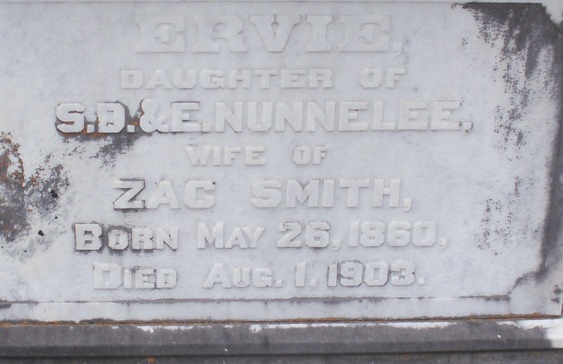 ERVIE,
DAUGHTER OF
S.D.&E. NUNNELEE,
WIFE OF
ZAC SMITH,
BORN MAY 26, 1860,
DIED AUG. 1. 1903.